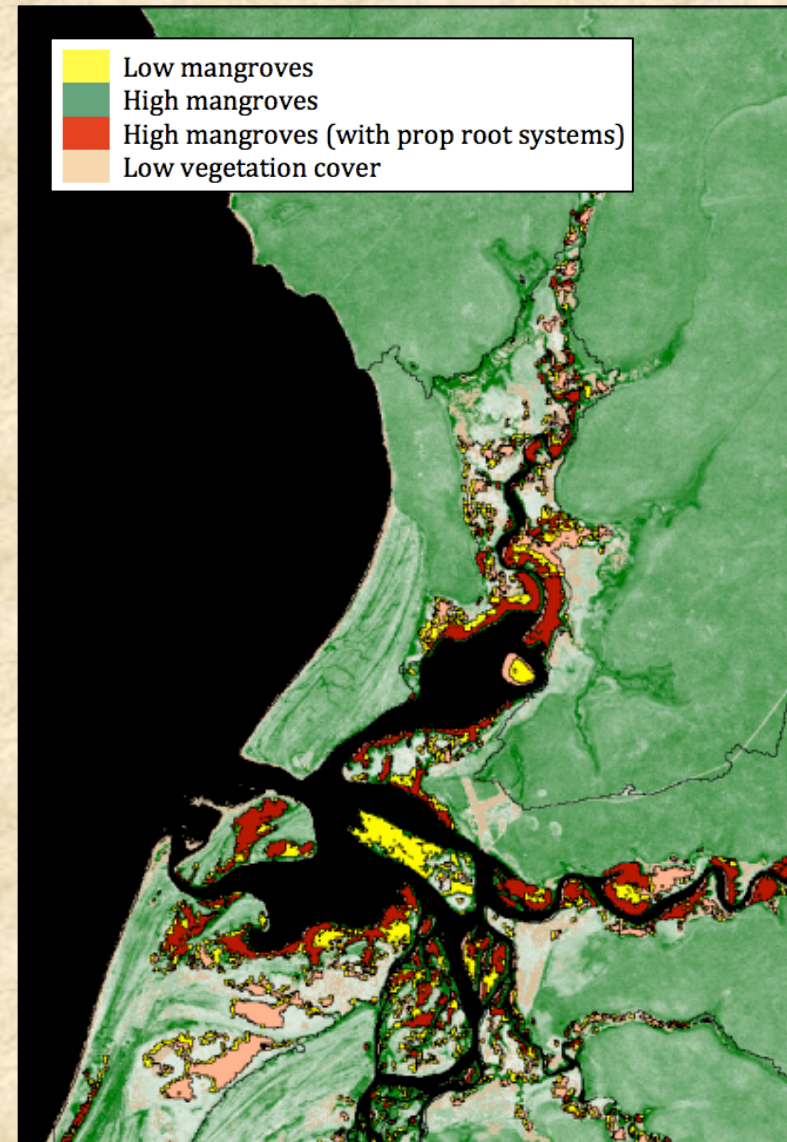 Low mangroves
High mangroves
High mangroves (with prop root systems)
Low vegetation cover